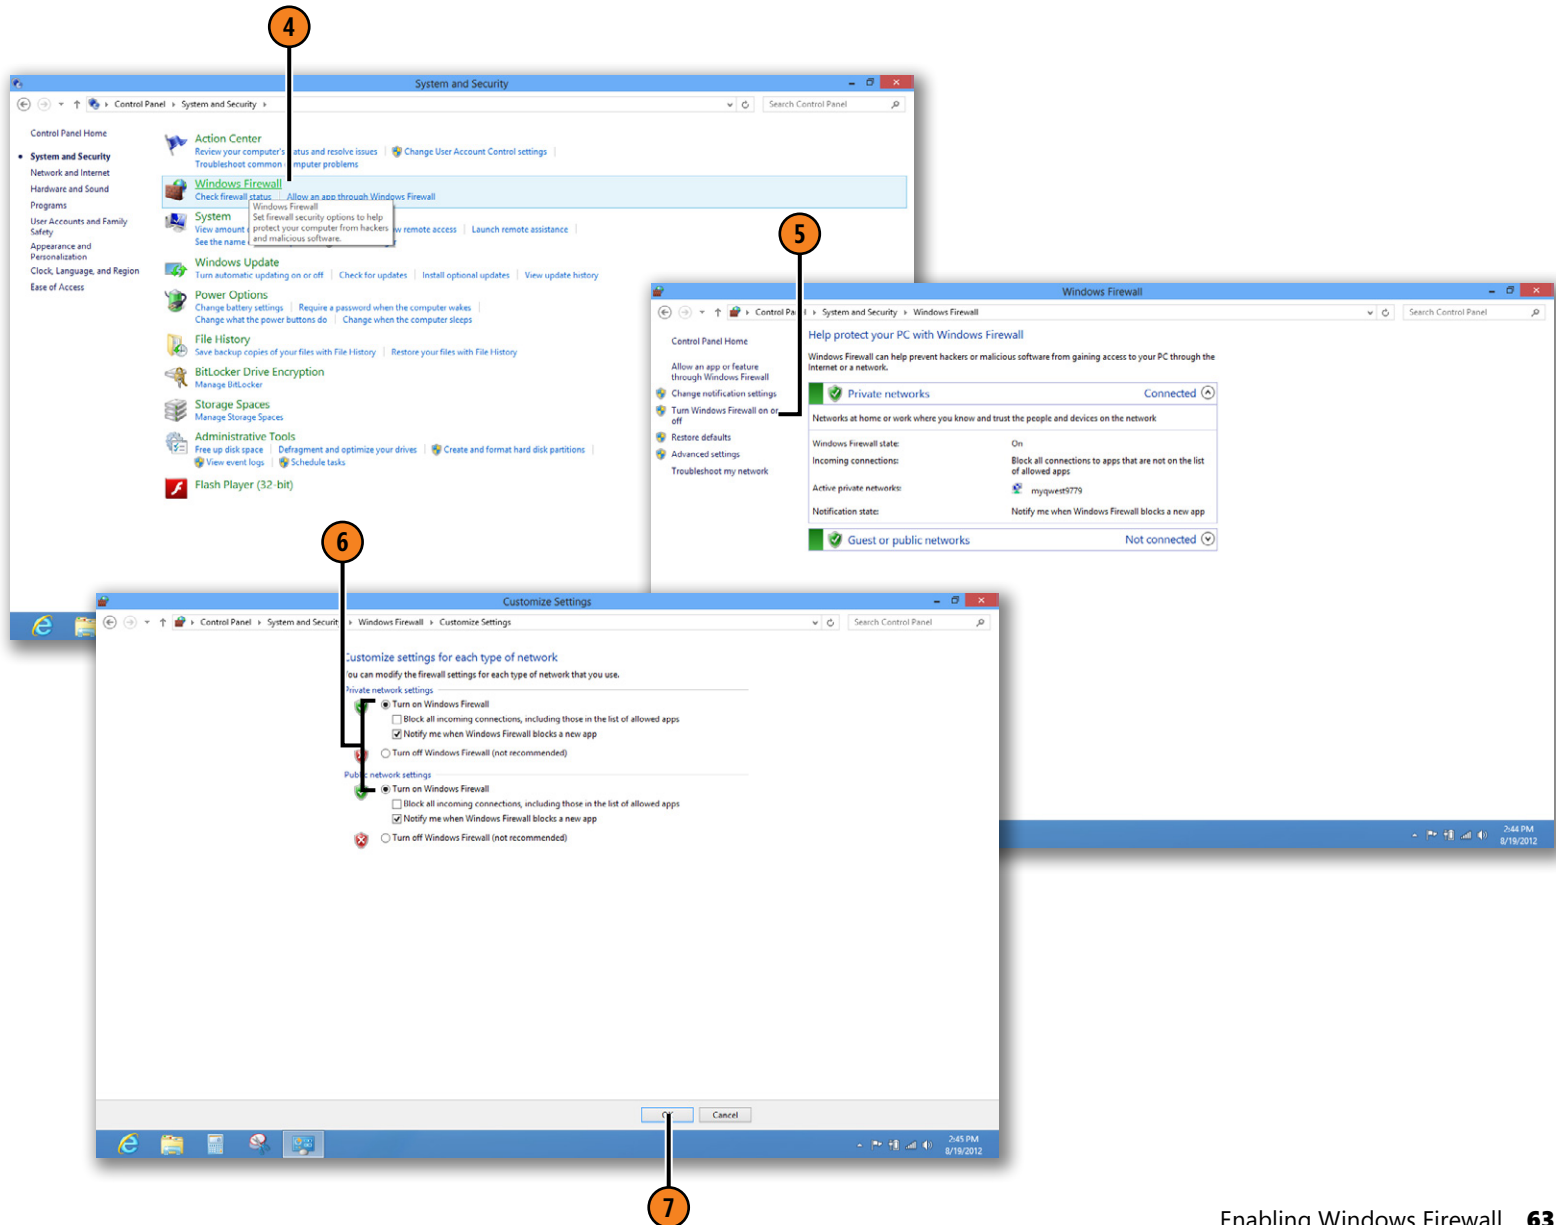 4
System and Security
Control Panel ▸ System and Security ▸
Search Control Panel
Control Panel Home
System and Security
Network and Internet
Hardware and Sound
Programs
User Accounts and Family
Safety
Appearance and
Personalization
Clock, Language, and Region
Ease of Access
Action Center
Review your computer's status and resolve issues | Change User Account Control settings
Troubleshoot common computer problems
Windows Firewall
Check firewall status | Allow an app through Windows Firewall
Windows Firewall
Set firewall security options to help
protect your computer from hackers
and malicious software.
System
View amount remote access | Launch remote assistance
See the name
Windows Update
Turn automatic updating on or off | Check for updates | Install optional updates | View update history
Power Options
Change battery settings | Require a password when the computer wakes
Change what the power buttons do | Change when the computer sleeps
File History
Save backup copies of your files with File History | Restore your files with File History
BitLocker Drive Encryption
Manage BitLocker
Storage Spaces
Manage Storage Spaces
Administrative Tools
Free up disk space | Defragment and optimize your drives | Create and format hard disk partitions
View event logs | Schedule tasks
Flash Player (32-bit)
5
Windows Firewall
Control Panel ▸ System and Security ▸ Windows Firewall
Search Control Panel
Control Panel Home
Allow an app or feature
through Windows Firewall
Change notification settings
Turn Windows Firewall on or
off
Restore defaults
Advanced settings
Troubleshoot my network
Help protect your PC with Windows Firewall
Windows Firewall can help prevent hackers or malicious software from gaining access to your PC through the
Internet or a network.
Private networks Connected
Networks at home or work where you know and trust the people and devices on the network
Windows Firewall state: On
Incoming connections: Block all connections to apps that are not on the list
of allowed apps
Active private networks: myqwest9779
Notification state: Notify me when Windows Firewall blocks a new app
Guest or public networks Not connected
2:44 PM
8/19/2012
6
Customize Settings
Control Panel ▸ System and Security ▸ Windows Firewall ▸ Customize Settings
Search Control Panel
Customize settings for each type of network
You can modify the firewall settings for each type of network that you use.
Private network settings
Turn on Windows Firewall
Block all incoming connections, including those in the list of allowed apps
Notify me when Windows Firewall blocks a new app
Turn off Windows Firewall (not recommended)
Public network settings
Turn on Windows Firewall
Block all incoming connections, including those in the list of allowed apps
Notify me when Windows Firewall blocks a new app
Turn off Windows Firewall (not recommended)
OK Cancel
2:45 PM
8/19/2012
7
Enabling Windows Firewall 63